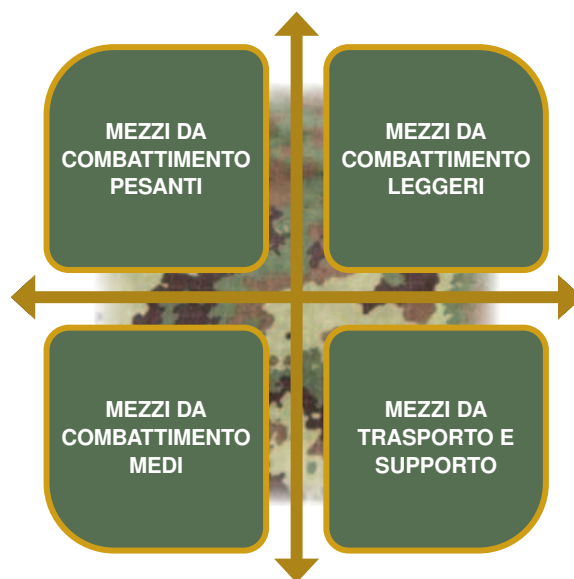 MEZZI DA
COMBATTIMENTO
PESANTI
MEZZI DA
COMBATTIMENTO
LEGGERI
MEZZI DA
COMBATTIMENTO
MEDI
MEZZI DA
TRASPORTO E
SUPPORTO